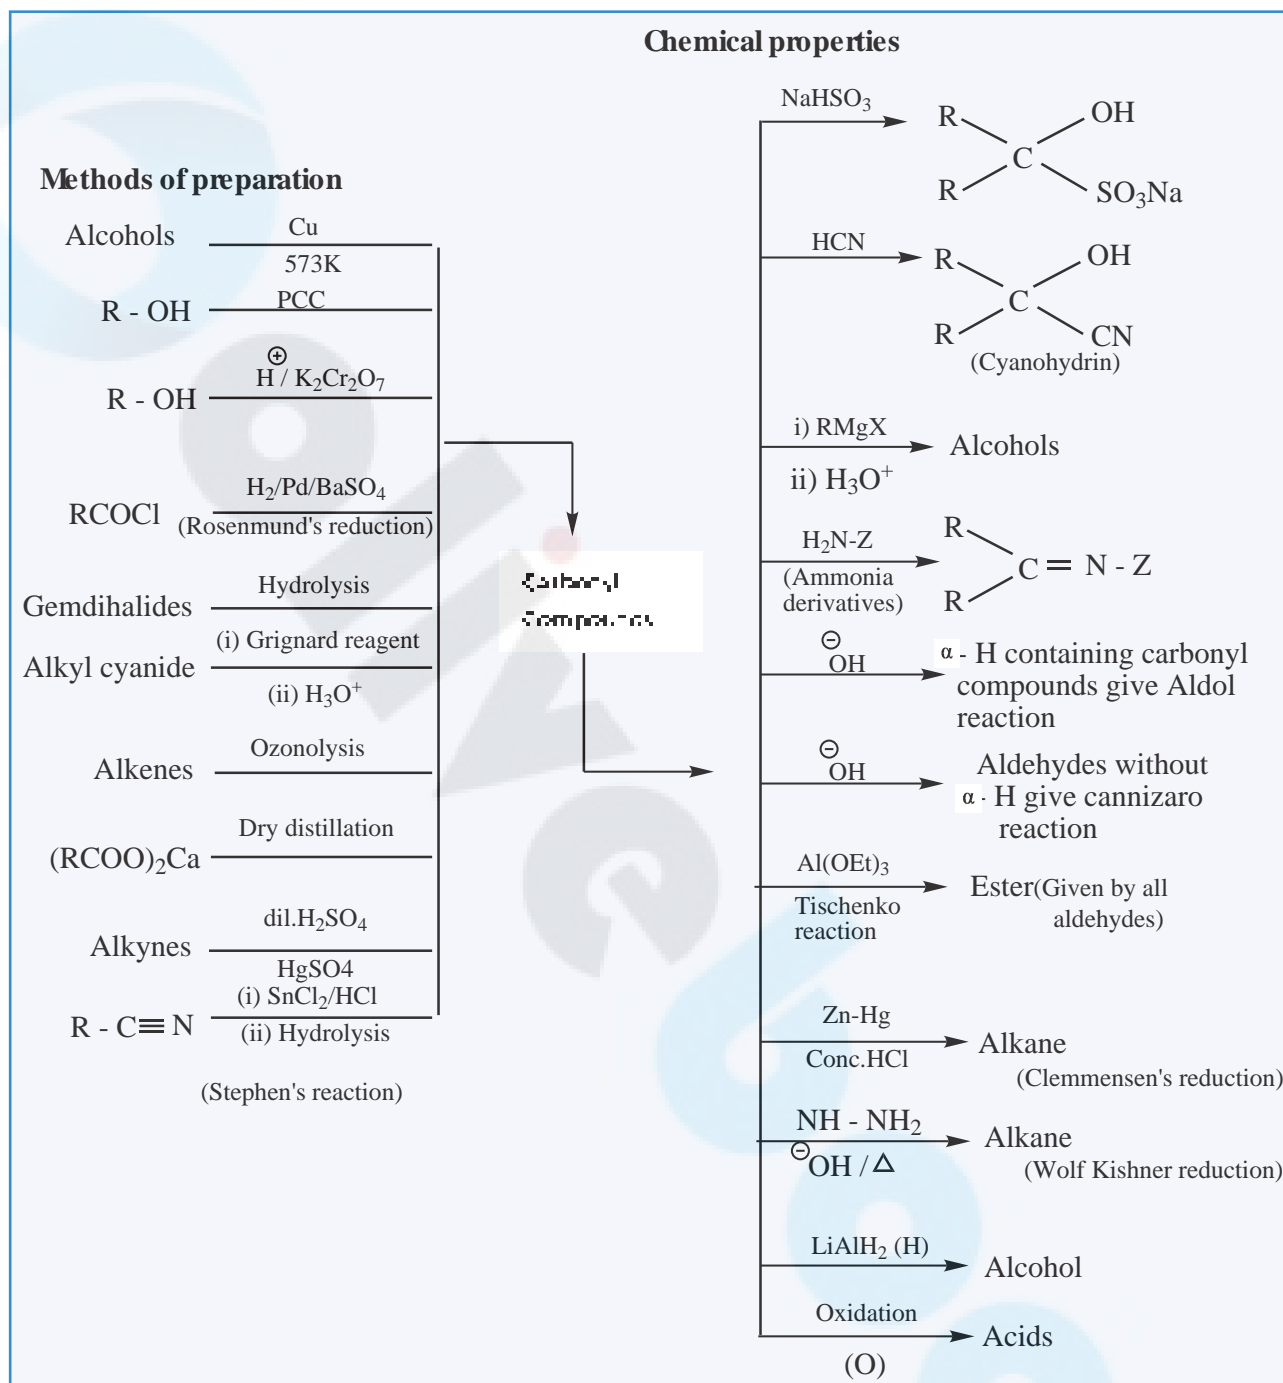 Chemical properties
Methods of preparation
Alcohols
Cu
573K
R - OH
PCC
R - OH
⊕
H / K₂Cr₂O₇
RCOCl
H₂/Pd/BaSO₄
(Rosenmund's reduction)
Gemdihalides
Hydrolysis
Alkyl cyanide
(i) Grignard reagent
(ii) H₃O⁺
Alkenes
Ozonolysis
(RCOO)₂Ca
Dry distillation
Alkynes
dil.H₂SO₄
HgSO4
R - C≡N
(i) SnCl₂/HCl
(ii) Hydrolysis
(Stephen's reaction)
Carbonyl
Compounds
NaHSO₃
R
OH
C
R
SO₃Na
HCN
R
OH
C
R
CN
(Cyanohydrin)
i) RMgX
ii) H₃O⁺
Alcohols
H₂N-Z
(Ammonia
derivatives)
R
C = N - Z
R
⊖
OH
α - H containing carbonyl
compounds give Aldol
reaction
⊖
OH
Aldehydes without
α - H give cannizaro
reaction
Al(OEt)₃
Tischenko
reaction
Ester(Given by all
aldehydes)
Zn-Hg
Conc.HCl
Alkane
(Clemmensen's reduction)
NH - NH₂
⊖OH / △
Alkane
(Wolf Kishner reduction)
LiAlH₂ (H)
Alcohol
Oxidation
(O)
Acids
olive